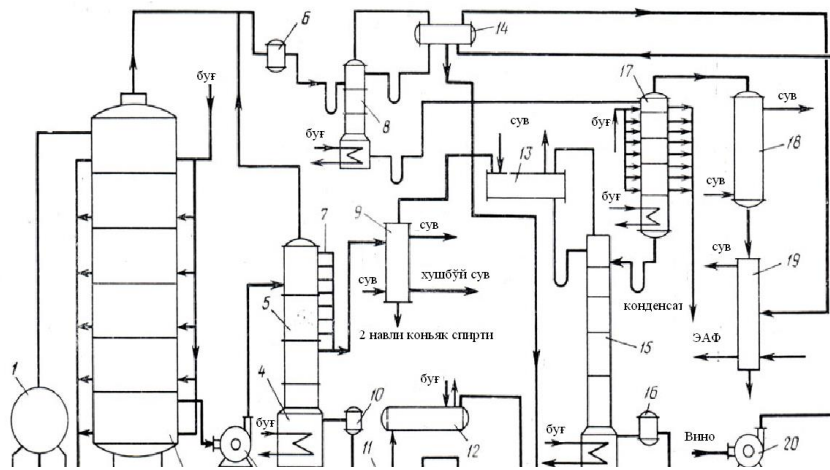 6
14
буғ
17
сув
8
буғ
сув
18
буғ
13
7
9
сув
буғ
сув
сув
19
5
сув
хушбўй сув
конденсат
2 навли коньяк спирти
15
ЭАФ
1
буғ
4
10
16
буғ
12
буғ
Вино
20
11